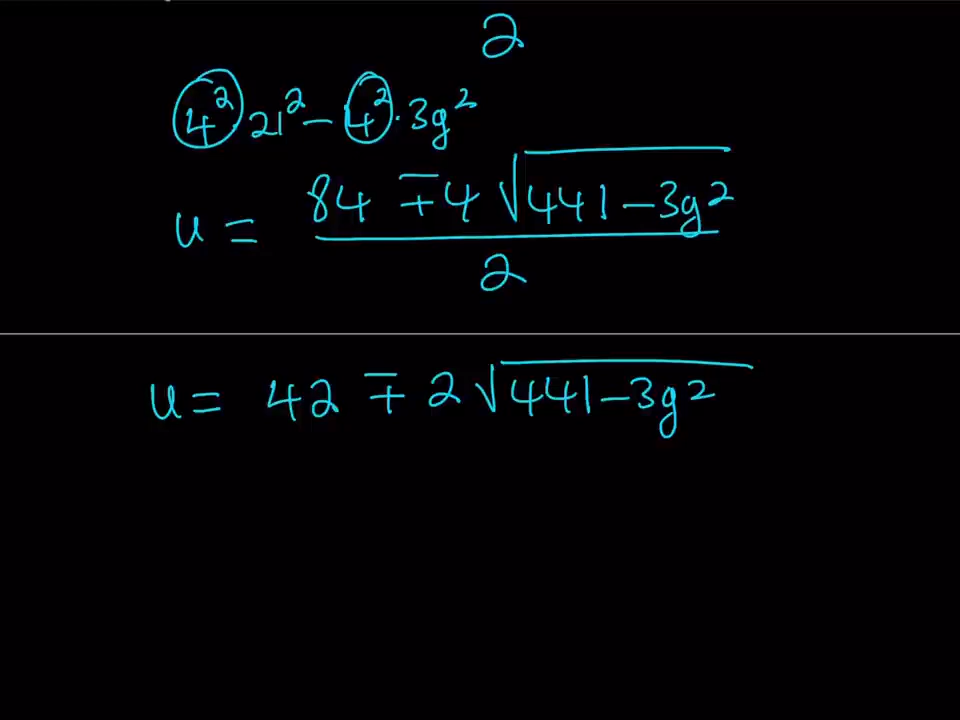 2
4² 21² - 4² · 3g²
u = 84 ∓ 4 √441 - 3g²
2
u = 42 ∓ 2 √441 - 3g²